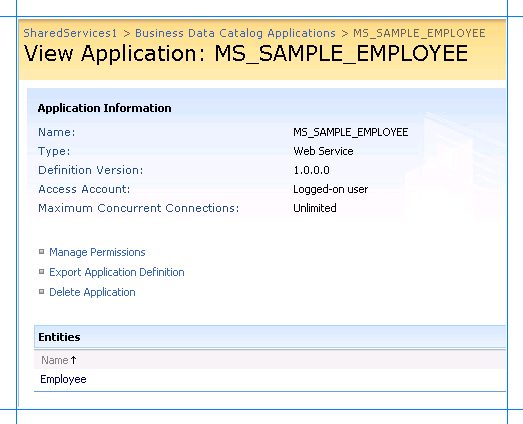 SharedServices1 > Business Data Catalog Applications > MS_SAMPLE_EMPLOYEE
View Application: MS_SAMPLE_EMPLOYEE
Application Information
Name: MS_SAMPLE_EMPLOYEE
Type: Web Service
Definition Version: 1.0.0.0
Access Account: Logged-on user
Maximum Concurrent Connections: Unlimited
Manage Permissions
Export Application Definition
Delete Application
Entities
Name↑
Employee